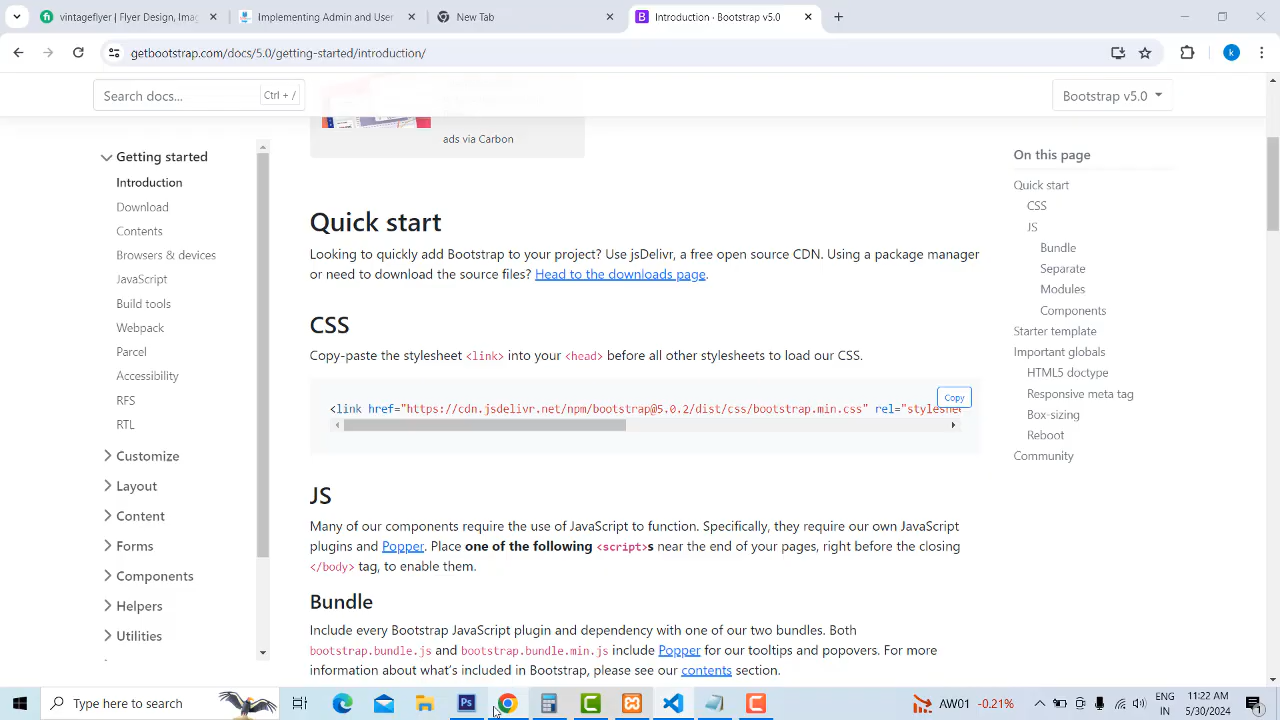 vintageflyer | Flyer Design, Imag
Implementing Admin and User
New Tab
Introduction · Bootstrap v5.0
getbootstrap.com/docs/5.0/getting-started/introduction/
k
Search docs...
Ctrl + /
Bootstrap v5.0
ads via Carbon
Getting started
Introduction
Download
Contents
Browsers & devices
JavaScript
Build tools
Webpack
Parcel
Accessibility
RFS
RTL
Customize
Layout
Content
Forms
Components
Helpers
Utilities
Quick start
Looking to quickly add Bootstrap to your project? Use jsDelivr, a free open source CDN. Using a package manager
or need to download the source files? Head to the downloads page.
CSS
Copy-paste the stylesheet <link> into your <head> before all other stylesheets to load our CSS.
Copy
<link href="https://cdn.jsdelivr.net/npm/bootstrap@5.0.2/dist/css/bootstrap.min.css" rel="styleshe
JS
Many of our components require the use of JavaScript to function. Specifically, they require our own JavaScript
plugins and Popper. Place one of the following <script>s near the end of your pages, right before the closing
</body> tag, to enable them.
Bundle
Include every Bootstrap JavaScript plugin and dependency with one of our two bundles. Both
bootstrap.bundle.js and bootstrap.bundle.min.js include Popper for our tooltips and popovers. For more
information about what's included in Bootstrap, please see our contents section.
On this page
Quick start
CSS
JS
Bundle
Separate
Modules
Components
Starter template
Important globals
HTML5 doctype
Responsive meta tag
Box-sizing
Reboot
Community
Type here to search
Ps
AW01 -0.21%
ENG
IN
11:22 AM
5/30/2024
1